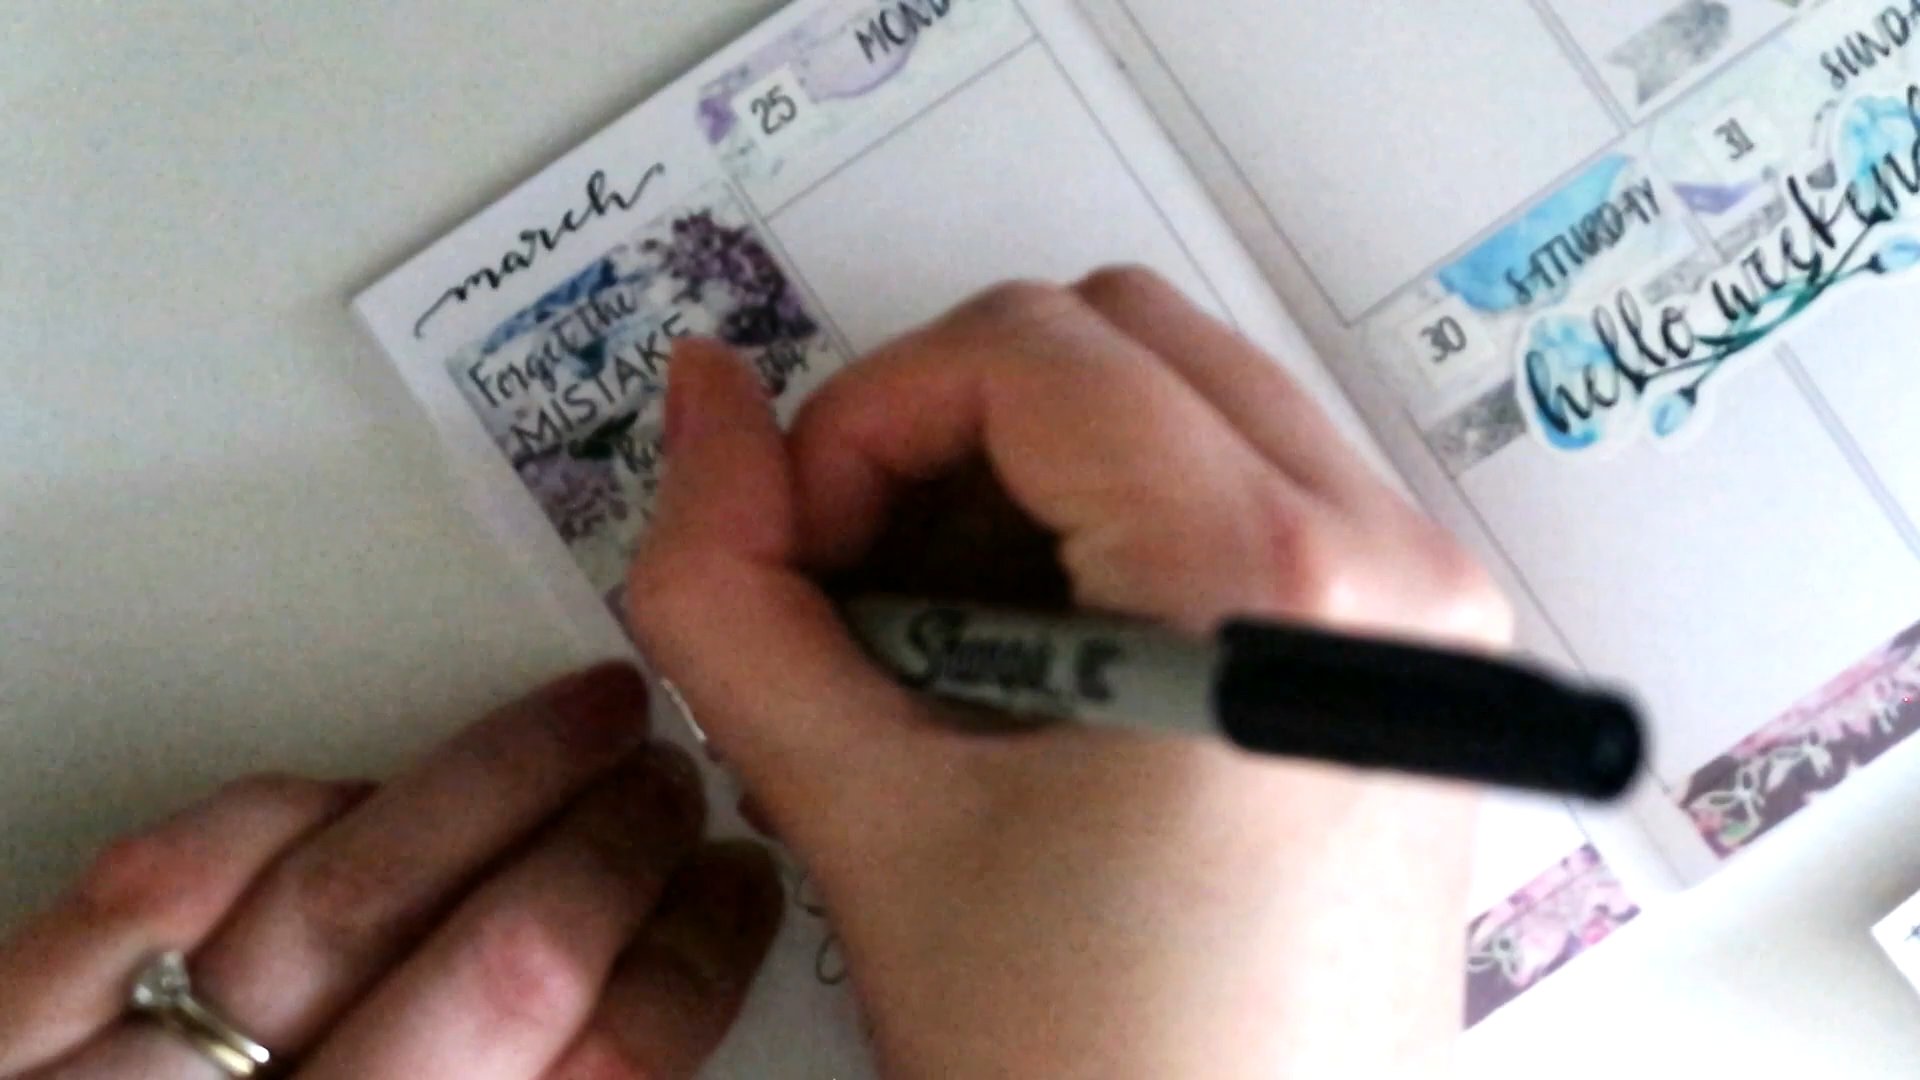 MOND
25
march
Forget the
MISTAKE
SUNDA
31
SATURDAY
30
hello weekend
Sharpie